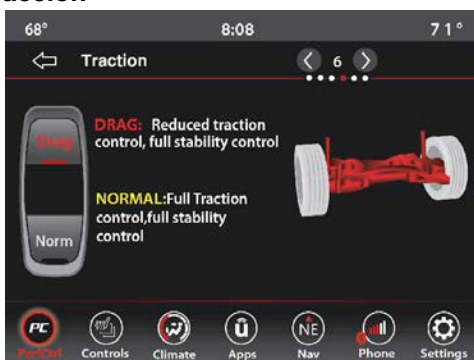 68° 8:08 71°
Traction
6
DRAG: Reduced traction
control, full stability control
Drag
NORMAL:Full Traction
control,full stability
control
Norm
PC û NE
PerfCtrl Controls Climate Apps Nav Phone Settings